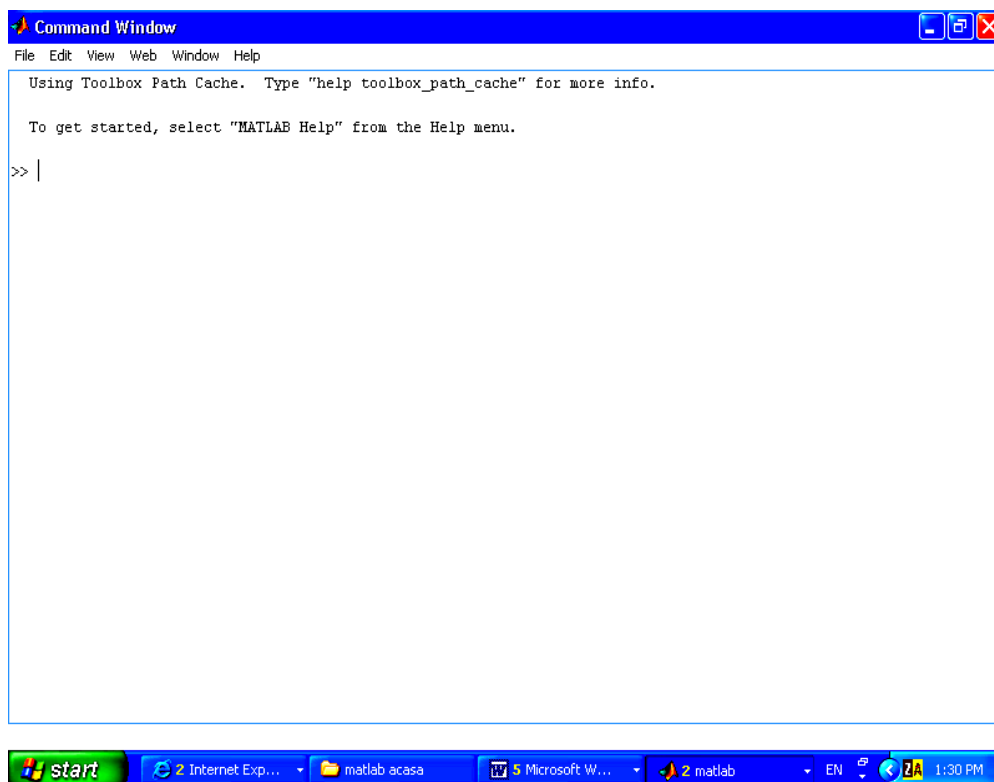 Command Window
File Edit View Web Window Help
Using Toolbox Path Cache.  Type "help toolbox_path_cache" for more info.
To get started, select "MATLAB Help" from the Help menu.
>>
start 2 Internet Exp... matlab acasa 5 Microsoft W... 2 matlab EN ZA 1:30 PM